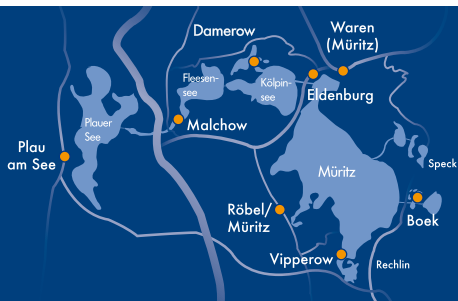 Damerow
Waren
(Müritz)
Fleesen-
see
Kölpin-
see
Eldenburg
Plauer
See
Malchow
Plau
am See
Speck
Müritz
Röbel/
Müritz
Boek
Vipperow
Rechlin